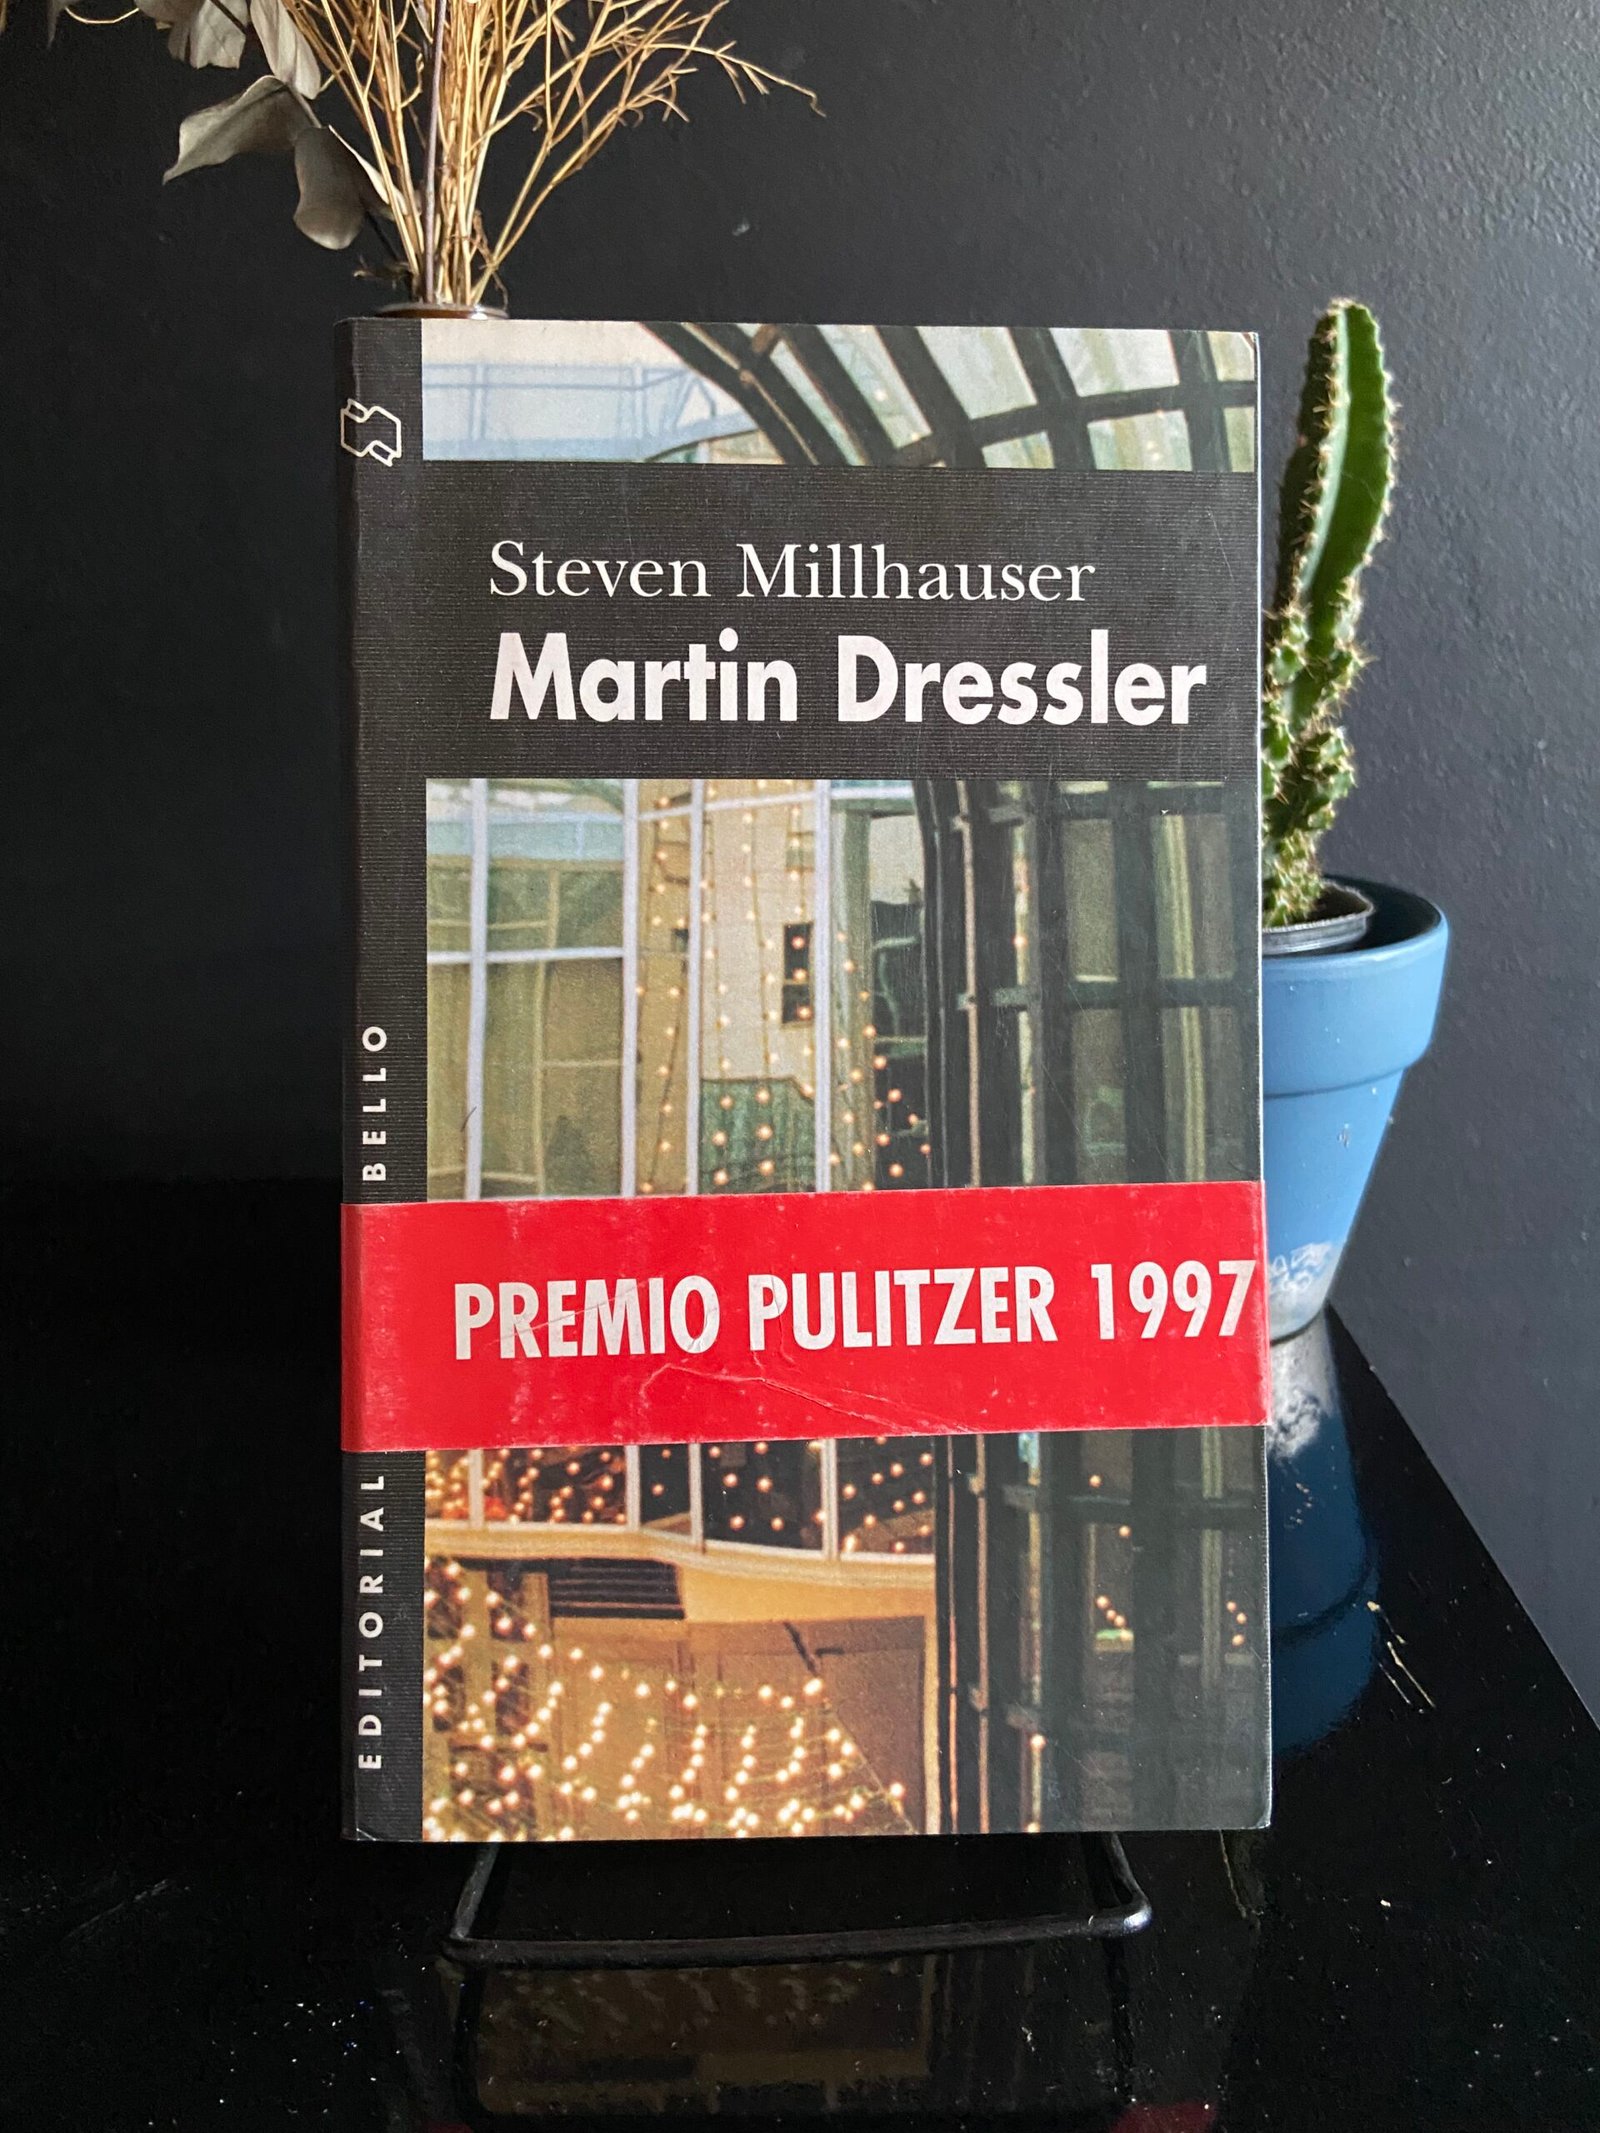 Steven Millhauser
Martin Dressler
PREMIO PULITZER 1997
EDITORIAL BELLO